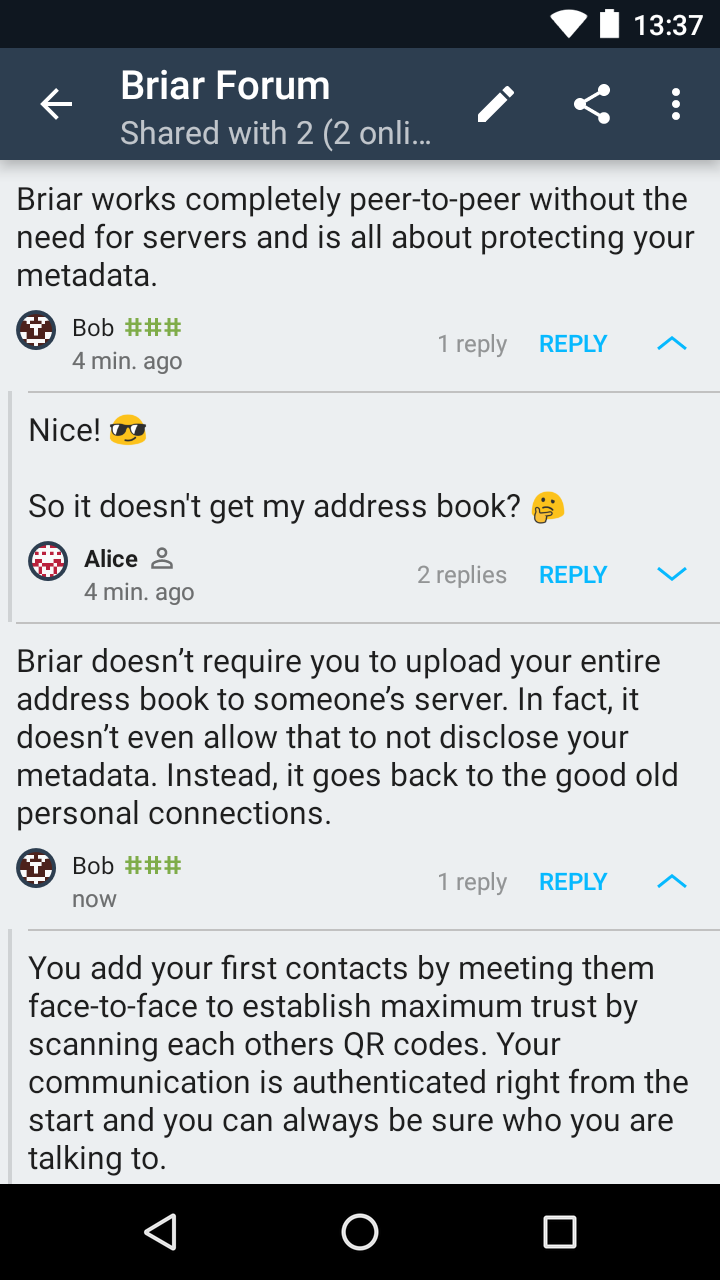 13:37
Briar Forum
Shared with 2 (2 onli...
Briar works completely peer-to-peer without the
need for servers and is all about protecting your
metadata.
Bob ###
4 min. ago
1 reply
REPLY
Nice! 😎
So it doesn't get my address book? 🤔
Alice
4 min. ago
2 replies
REPLY
Briar doesn’t require you to upload your entire
address book to someone’s server. In fact, it
doesn’t even allow that to not disclose your
metadata. Instead, it goes back to the good old
personal connections.
Bob ###
now
1 reply
REPLY
You add your first contacts by meeting them
face-to-face to establish maximum trust by
scanning each others QR codes. Your
communication is authenticated right from the
start and you can always be sure who you are
talking to.